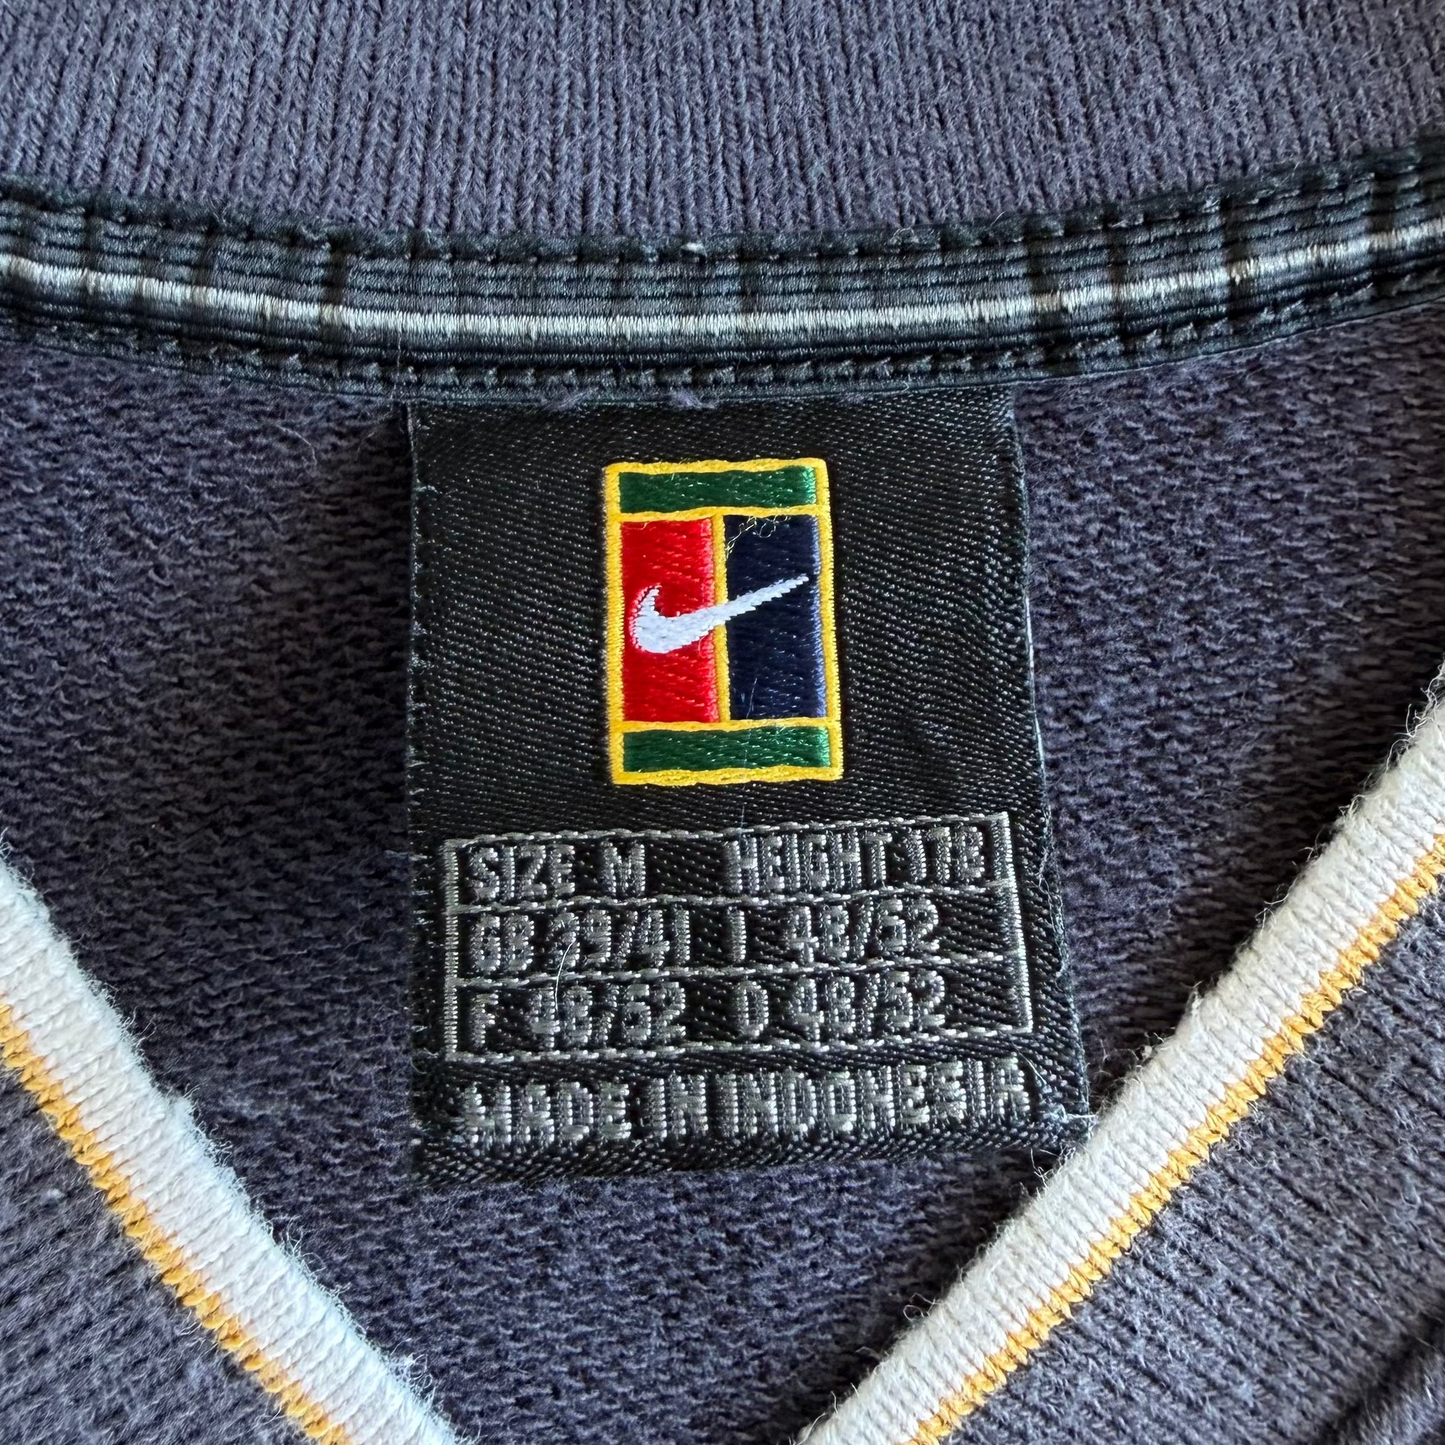 SIZE M HEIGHT 178
GB 39/41 I 48/52
F 48/52 D 48/52
MADE IN INDONESIA